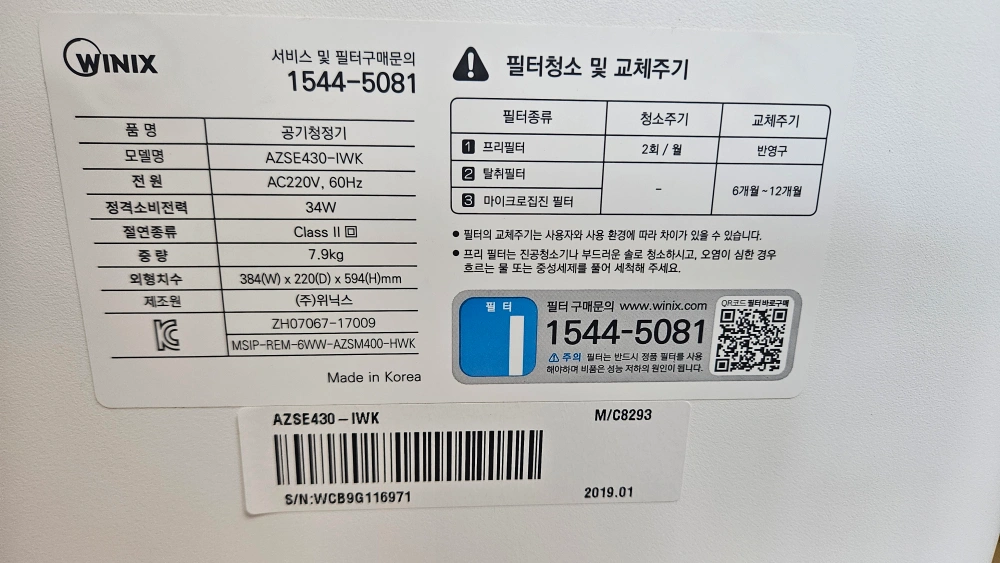 WINIX
서비스 및 필터구매문의
1544-5081
품 명 공기청정기
모델명 AZSE430-IWK
전 원 AC220V, 60Hz
정격소비전력 34W
절연종류 Class II
중 량 7.9kg
외형치수 384(W) x 220(D) x 594(H)mm
제조원 (주)위닉스
ZH07067-17009
MSIP-REM-6WW-AZSM400-HWK
Made in Korea
필터청소 및 교체주기
필터종류 청소주기 교체주기
1 프리필터 2회 / 월 반영구
2 탈취필터
3 마이크로집진 필터 - 6개월 ~ 12개월
● 필터의 교체주기는 사용자와 사용 환경에 따라 차이가 있을 수 있습니다.
● 프리 필터는 진공청소기나 부드러운 솔로 청소하시고, 오염이 심한 경우
흐르는 물 또는 중성세제를 풀어 세척해 주세요.
필 터
필터 구매문의 www.winix.com
1544-5081
주의 필터는 반드시 정품 필터를 사용
해야하며 비품은 성능 저하의 원인이 됩니다.
QR코드 필터 바로구매
AZSE430-IWK M/C8293
S/N:WCB9G116971 2019.01